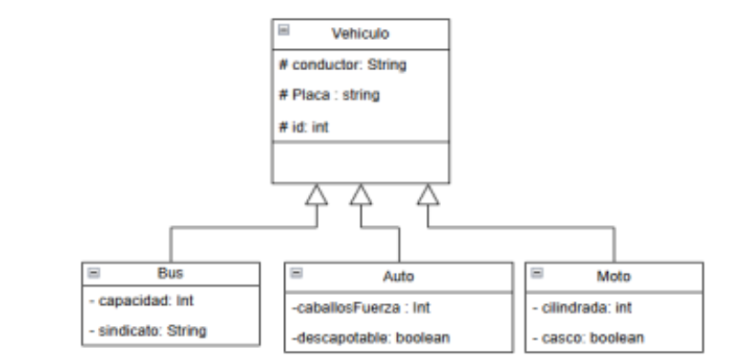 Vehiculo
# conductor: String
# Placa : string
# id: int
Bus
- capacidad: Int
- sindicato: String
Auto
-caballosFuerza : Int
-descapotable: boolean
Moto
- cilindrada: int
- casco: boolean